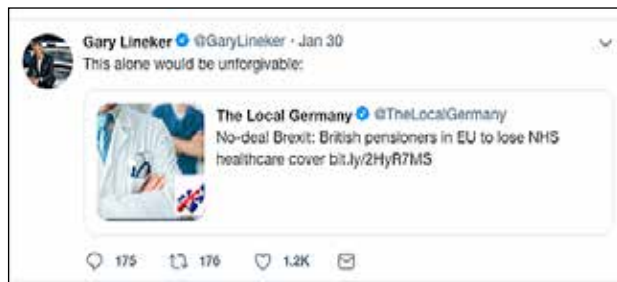 Gary Lineker @GaryLineker · Jan 30
This alone would be unforgivable:
The Local Germany @TheLocalGermany
No-deal Brexit: British pensioners in EU to lose NHS
healthcare cover bit.ly/2HyR7MS
175 176 1.2K